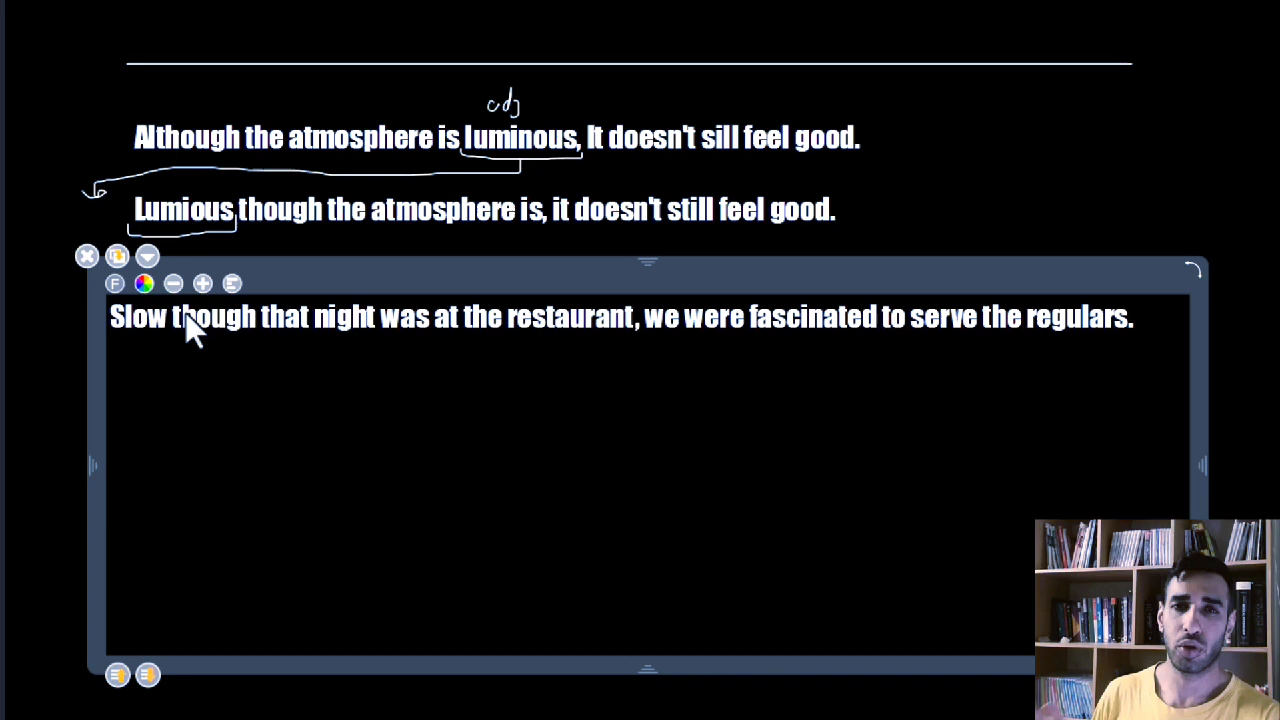 adj
Although the atmosphere is luminous, It doesn't sill feel good.
Lumious though the atmosphere is, it doesn't still feel good.
F
Slow though that night was at the restaurant, we were fascinated to serve the regulars.